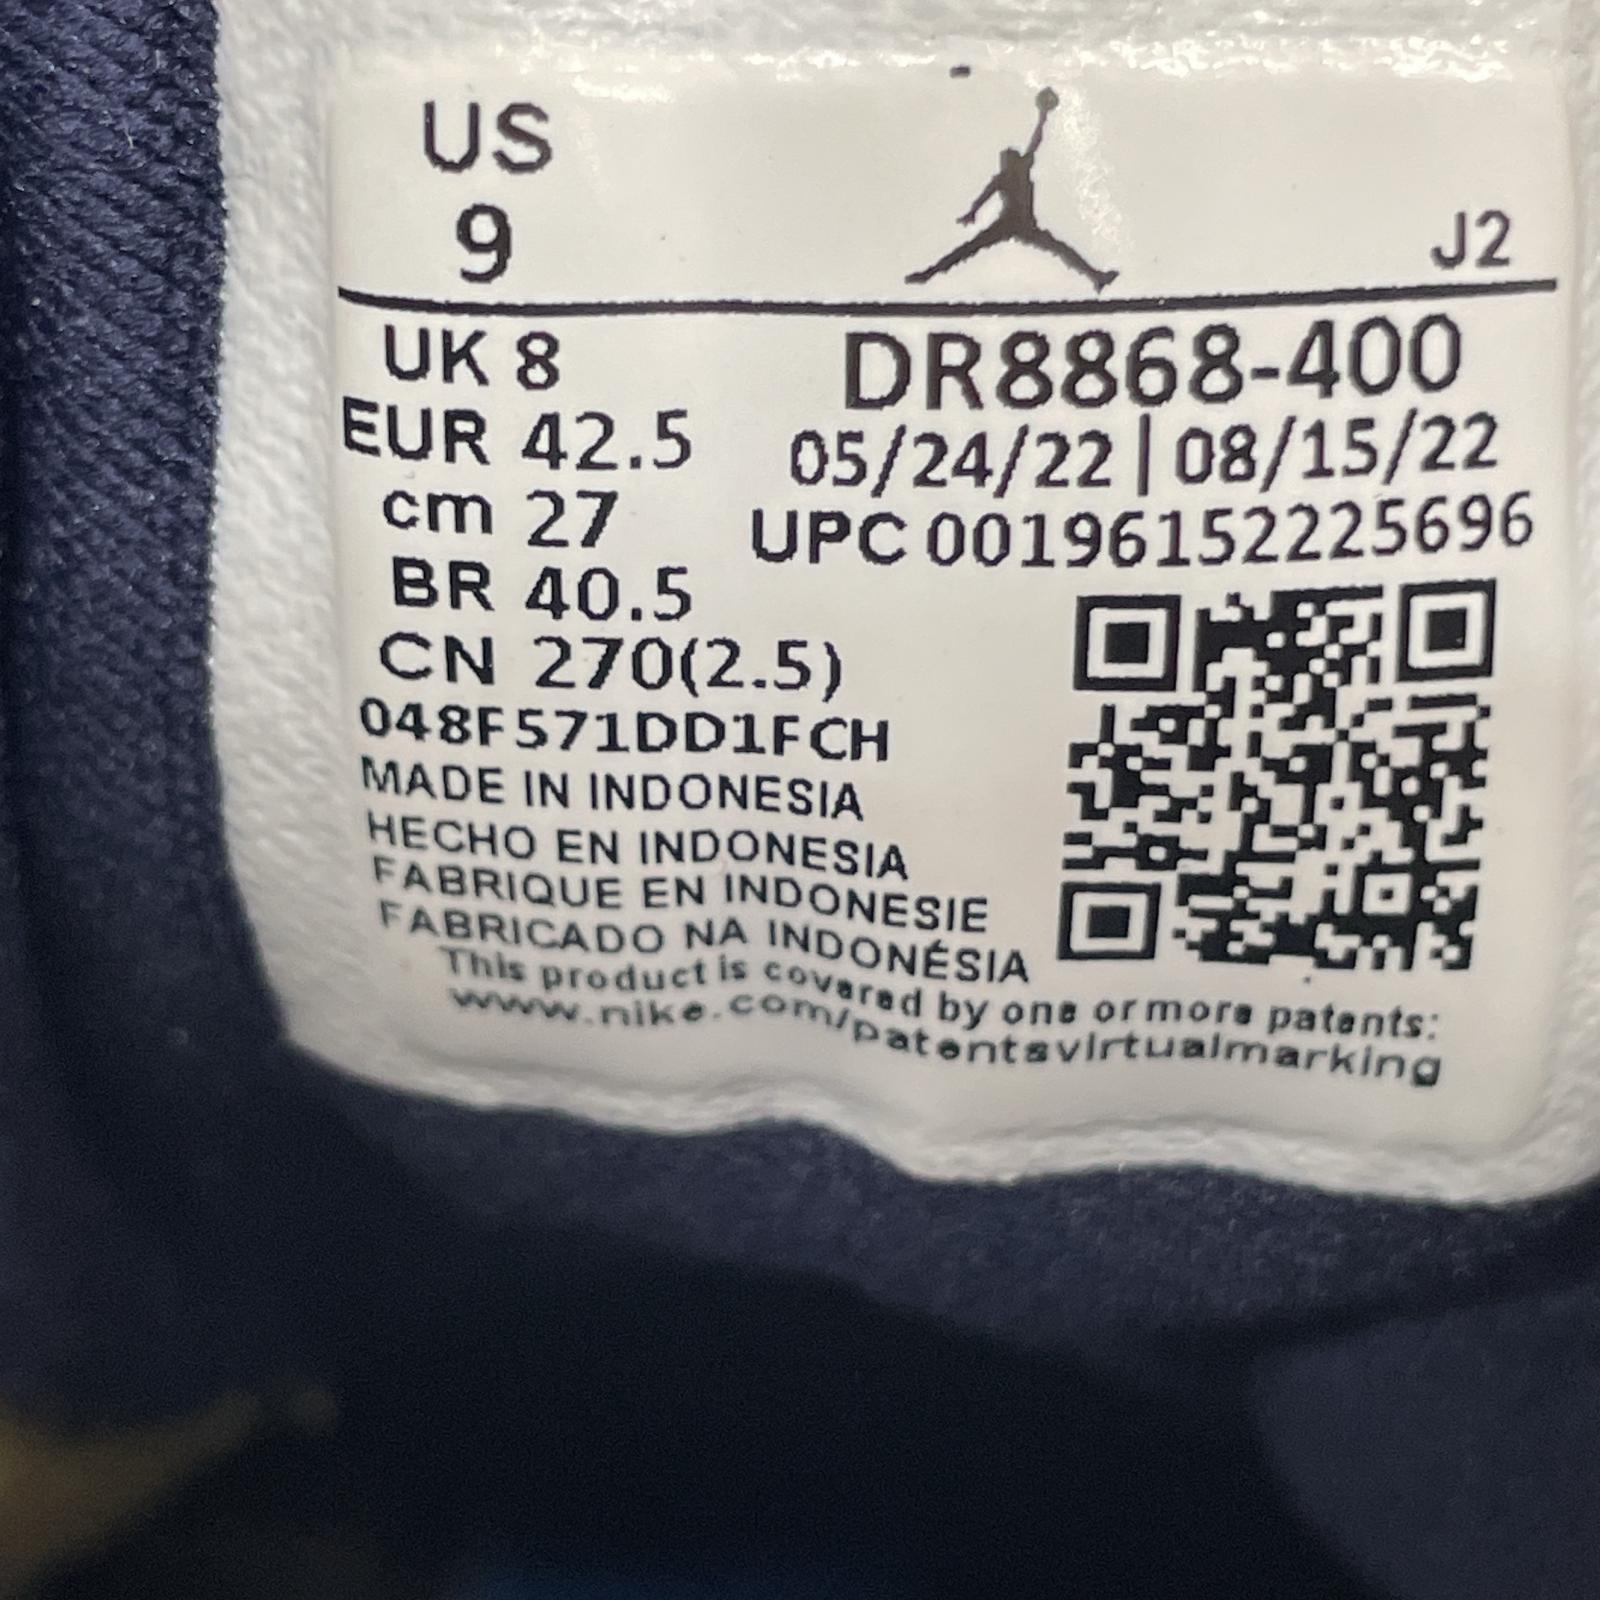 US
9
J2
UK 8
EUR 42.5
cm 27
BR 40.5
CN 270(2.5)
DR8868-400
05/24/22 | 08/15/22
UPC 00196152225696
048F571DD1FCH
MADE IN INDONESIA
HECHO EN INDONESIA
FABRIQUE EN INDONESIE
FABRICADO NA INDONÉSIA
This product is covered by one or more patents:
www.nike.com/patentsvirtualmarking